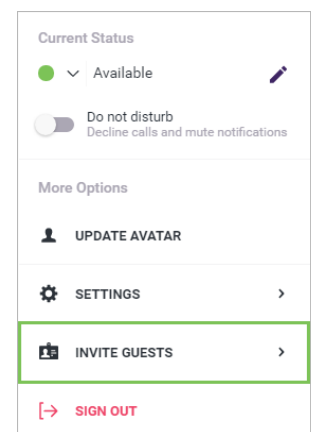 Current Status
Available
Do not disturb
Decline calls and mute notifications
More Options
UPDATE AVATAR
SETTINGS
INVITE GUESTS
SIGN OUT